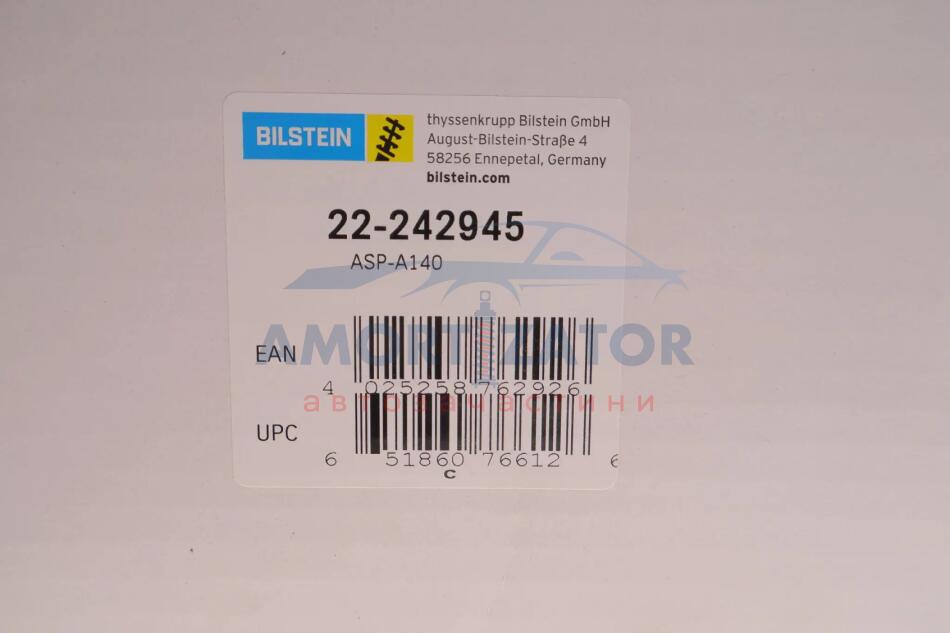 BILSTEIN
thyssenkrupp Bilstein GmbH
August-Bilstein-Straße 4
58256 Ennepetal, Germany
bilstein.com
22-242945
ASP-A140
AMORTIZATOR
EAN
4 025258 762926
автозапчастини
UPC
6 51860 76612 6
C